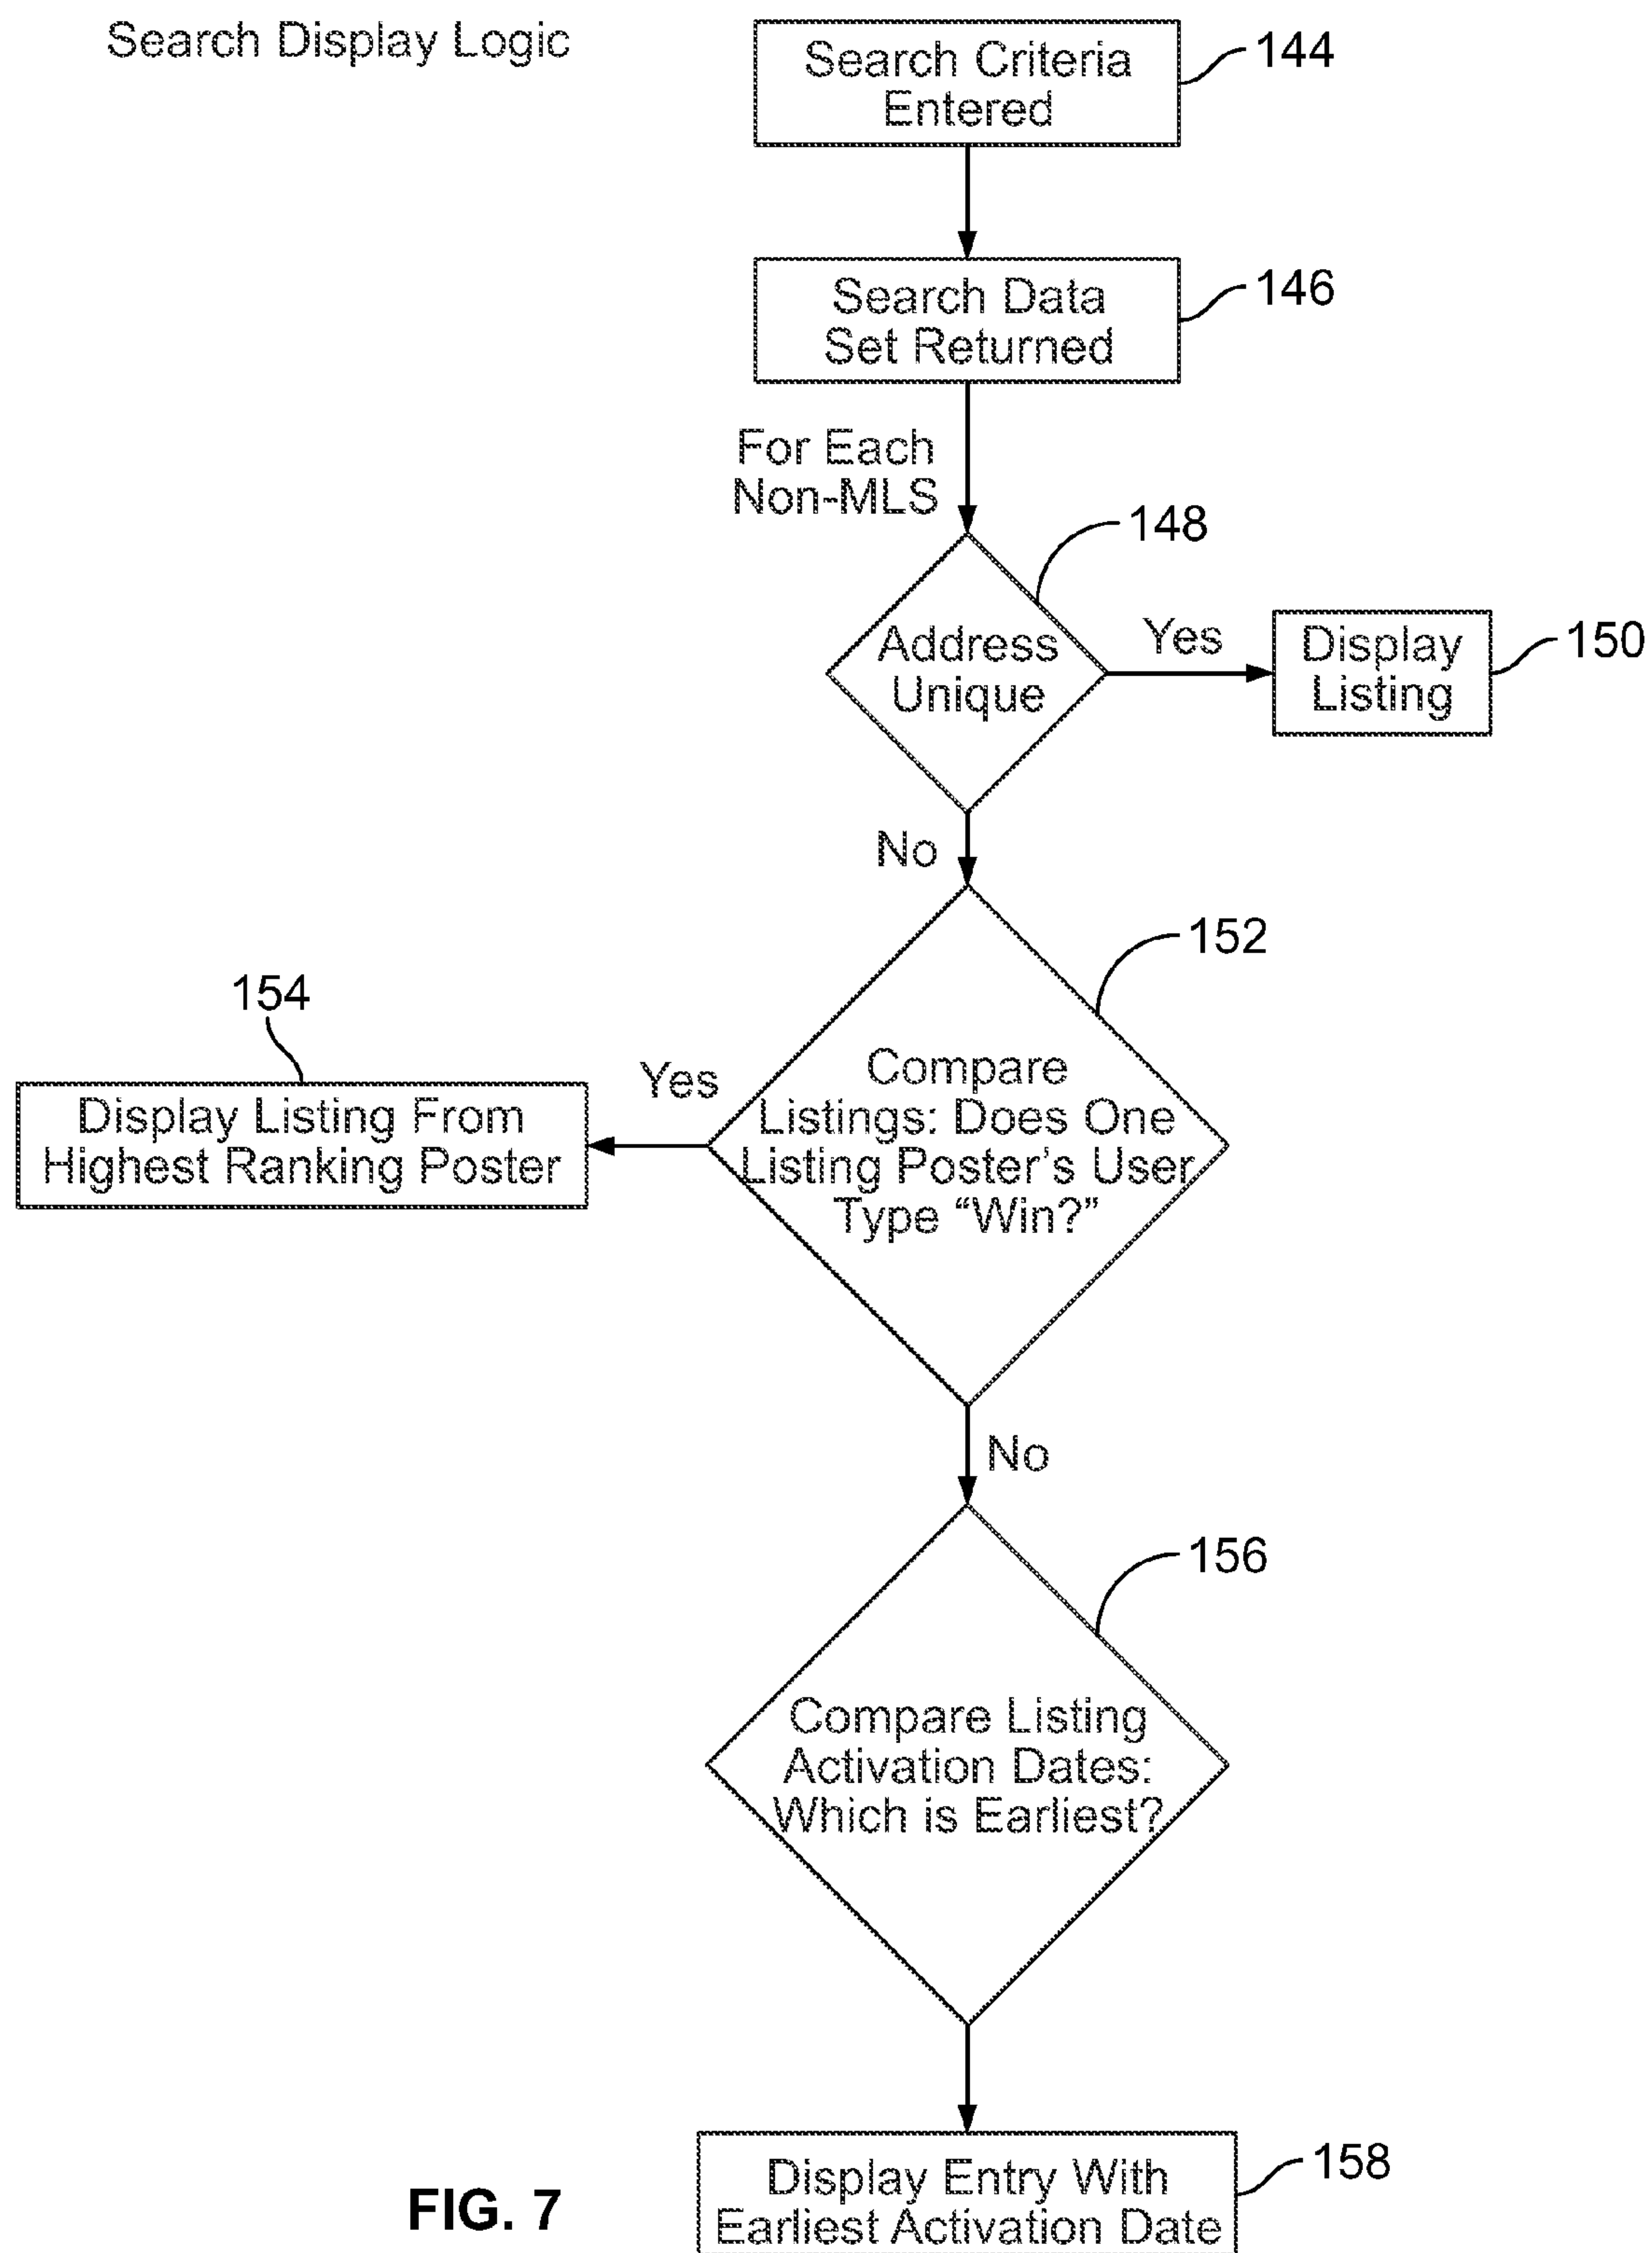 Search Display Logic
Search Criteria
Entered
144
Search Data
Set Returned
146
For Each
Non-MLS
148
Address
Unique
Yes
Display
Listing
150
No
152
154
Compare
Listings: Does One
Listing Poster's User
Type “Win?”
Yes
Display Listing From
Highest Ranking Poster
No
156
Compare Listing
Activation Dates:
Which is Earliest?
158
Display Entry With
Earliest Activation Date
FIG. 7